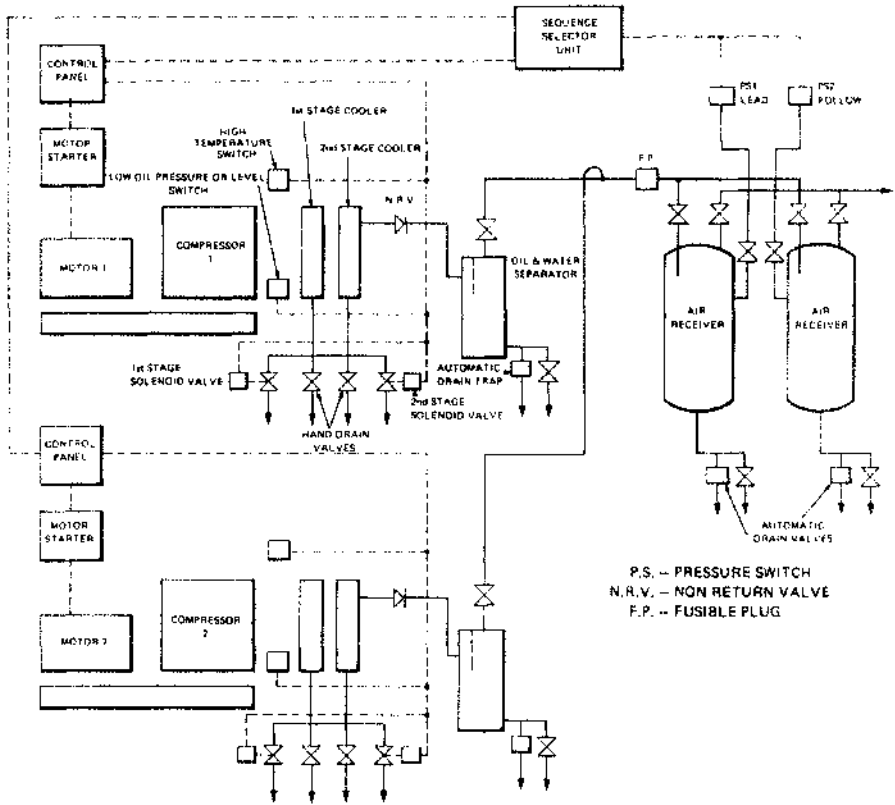 SEQUENCE
SELECTOR
UNIT
CONTROL
PANEL
PS1
LEAD
PS2
FOLLOW
1st STAGE COOLER
HIGH
TEMPERATURE
SWITCH
2nd STAGE COOLER
F.P.
MOTOR
STARTER
LOW OIL PRESSURE OR LEVEL
SWITCH
N.R.V.
COMPRESSOR
1
MOTOR 1
OIL & WATER
SEPARATOR
AIR
RECEIVER
AIR
RECEIVER
1st STAGE
SOLENOID VALVE
AUTOMATIC
DRAIN TRAP
2nd STAGE
SOLENOID VALVE
HAND DRAIN
VALVES
CONTROL
PANEL
MOTOR
STARTER
AUTOMATIC
DRAIN VALVES
P.S. – PRESSURE SWITCH
N.R.V. – NON RETURN VALVE
F.P. – FUSIBLE PLUG
COMPRESSOR
2
MOTOR 2